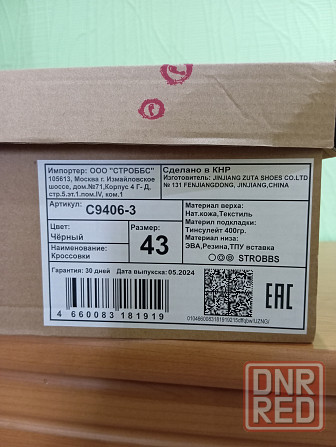 Импортер: ООО "СТРОББС"
105613, Москва г. Измайловское
шоссе, дом.№71,Корпус 4 Г- Д,
стр.5.эт.1.пом.IV, ком.1
Сделано в КНР
Изготовитель: JINJIANG ZUTA SHOES CO.LTD
№ 131 FENJIANGDONG, JINJIANG,CHINA
Артикул:
C9406-3
Цвет:
Чёрный
Наименование:
Кроссовки
Размер:
43
Материал верха:
Нат.кожа,Текстиль
Материал подкладки:
Тинсулейт 400гр.
Материал низа:
ЭВА,Резина,ТПУ вставка
STROBBS
Гарантия: 30 дней
Дата выпуска: 05.2024
4 660083 181919
EAC
DNR
RED